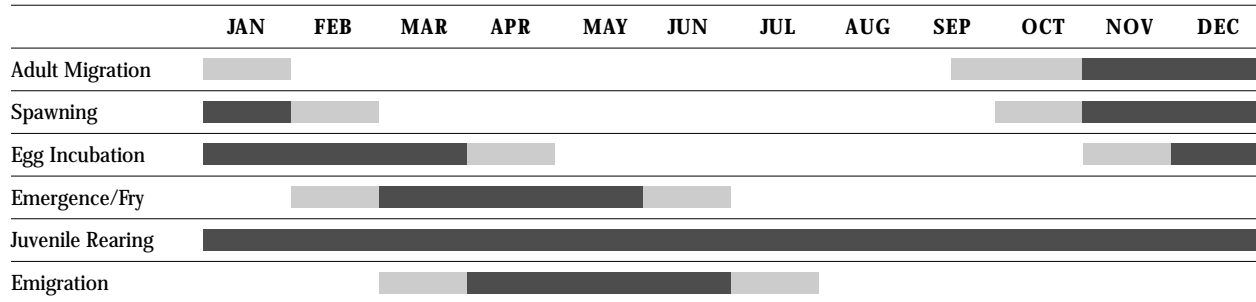 JAN FEB MAR APR MAY JUN JUL AUG SEP OCT NOV DEC
Adult Migration
Spawning
Egg Incubation
Emergence/Fry
Juvenile Rearing
Emigration